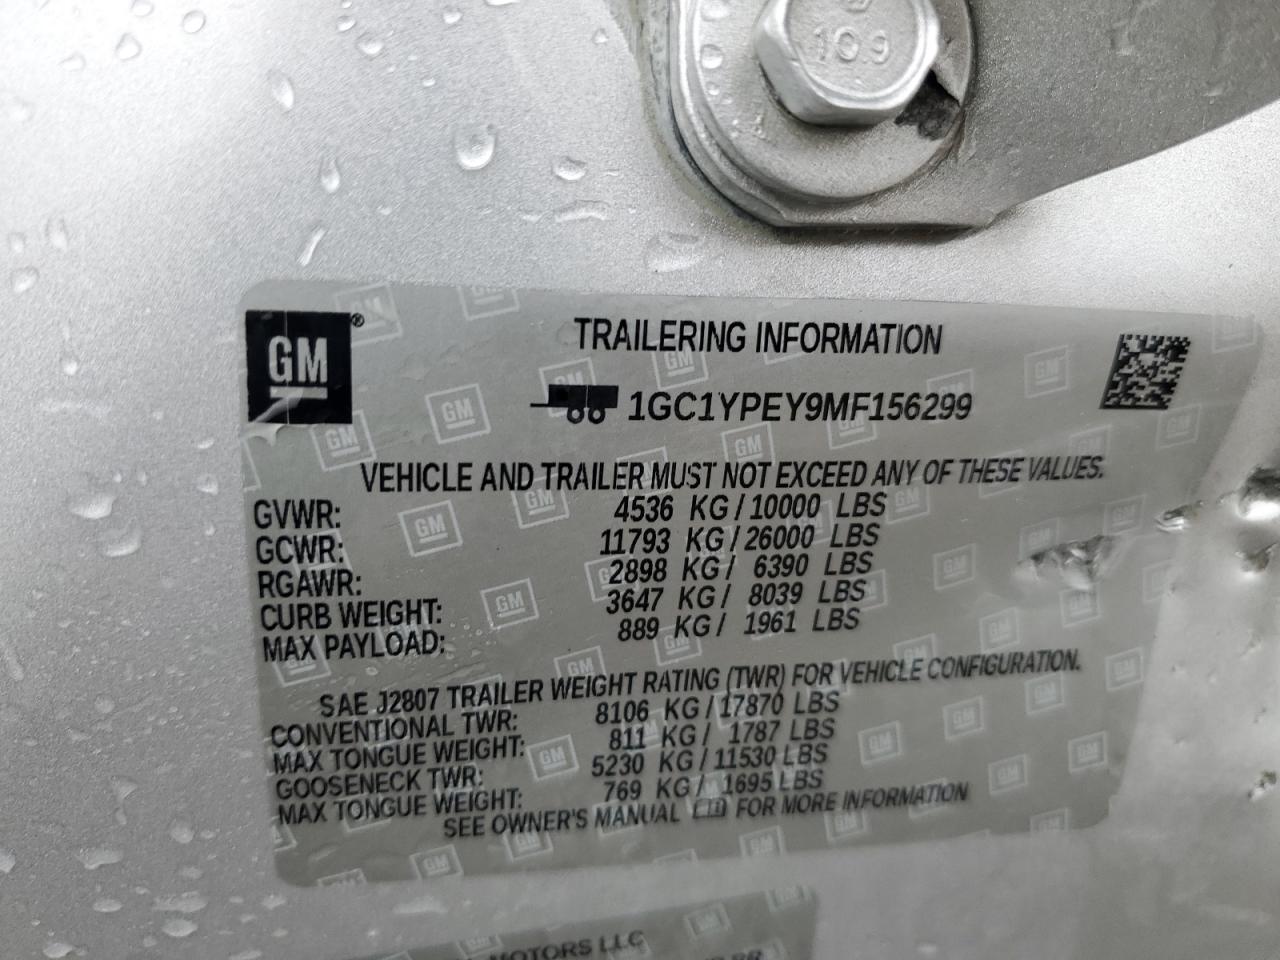 10.9
GM®
TRAILERING INFORMATION
1GC1YPEY9MF156299
VEHICLE AND TRAILER MUST NOT EXCEED ANY OF THESE VALUES.
GVWR: 4536 KG / 10000 LBS
GCWR: 11793 KG / 26000 LBS
RGAWR: 2898 KG / 6390 LBS
CURB WEIGHT: 3647 KG / 8039 LBS
MAX PAYLOAD: 889 KG / 1961 LBS
SAE J2807 TRAILER WEIGHT RATING (TWR) FOR VEHICLE CONFIGURATION.
CONVENTIONAL TWR: 8106 KG / 17870 LBS
MAX TONGUE WEIGHT: 811 KG / 1787 LBS
GOOSENECK TWR: 5230 KG / 11530 LBS
MAX TONGUE WEIGHT: 769 KG / 1695 LBS
SEE OWNER'S MANUAL FOR MORE INFORMATION
MOTORS LLC